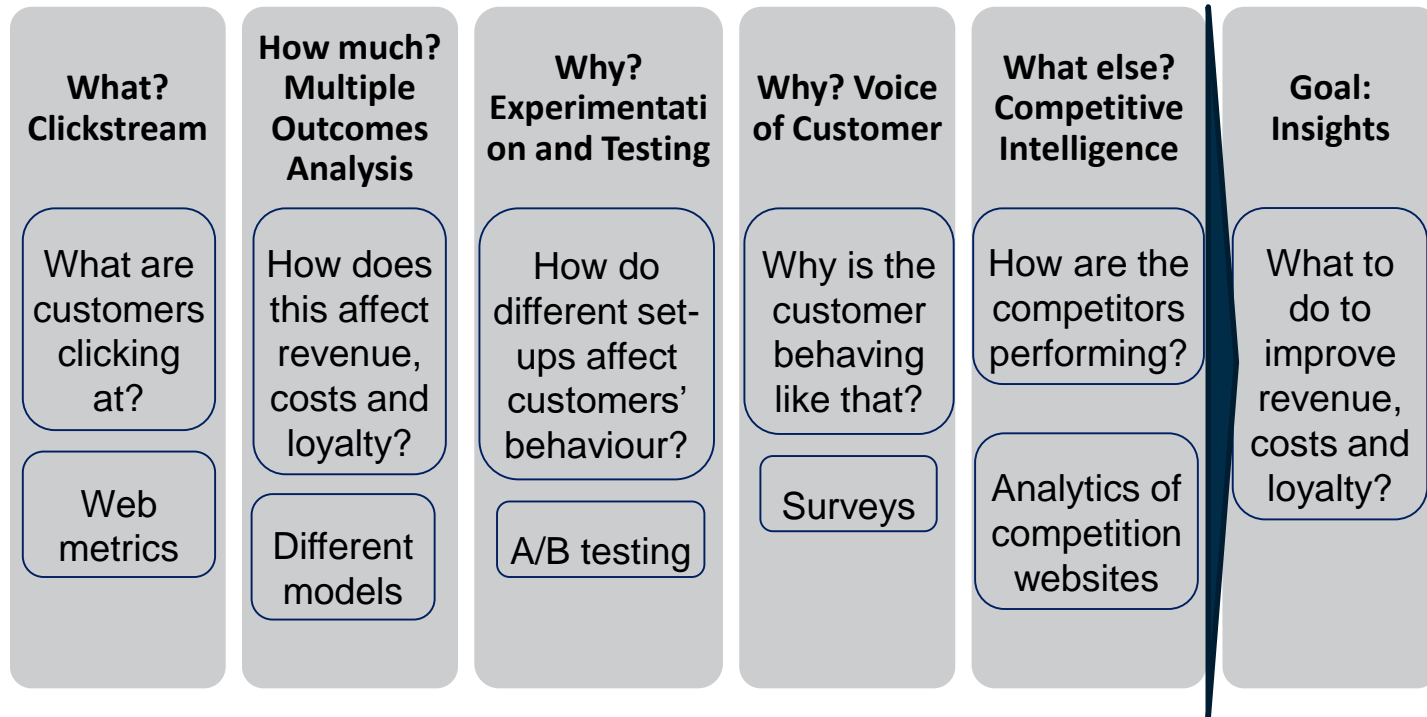 What?
Clickstream
What are
customers
clicking
at?
Web
metrics
How much?
Multiple
Outcomes
Analysis
How does
this affect
revenue,
costs and
loyalty?
Different
models
Why?
Experimentati
on and Testing
How do
different set-
ups affect
customers’
behaviour?
A/B testing
Why? Voice
of Customer
Why is the
customer
behaving
like that?
Surveys
What else?
Competitive
Intelligence
How are the
competitors
performing?
Analytics of
competition
websites
Goal:
Insights
What to
do to
improve
revenue,
costs and
loyalty?